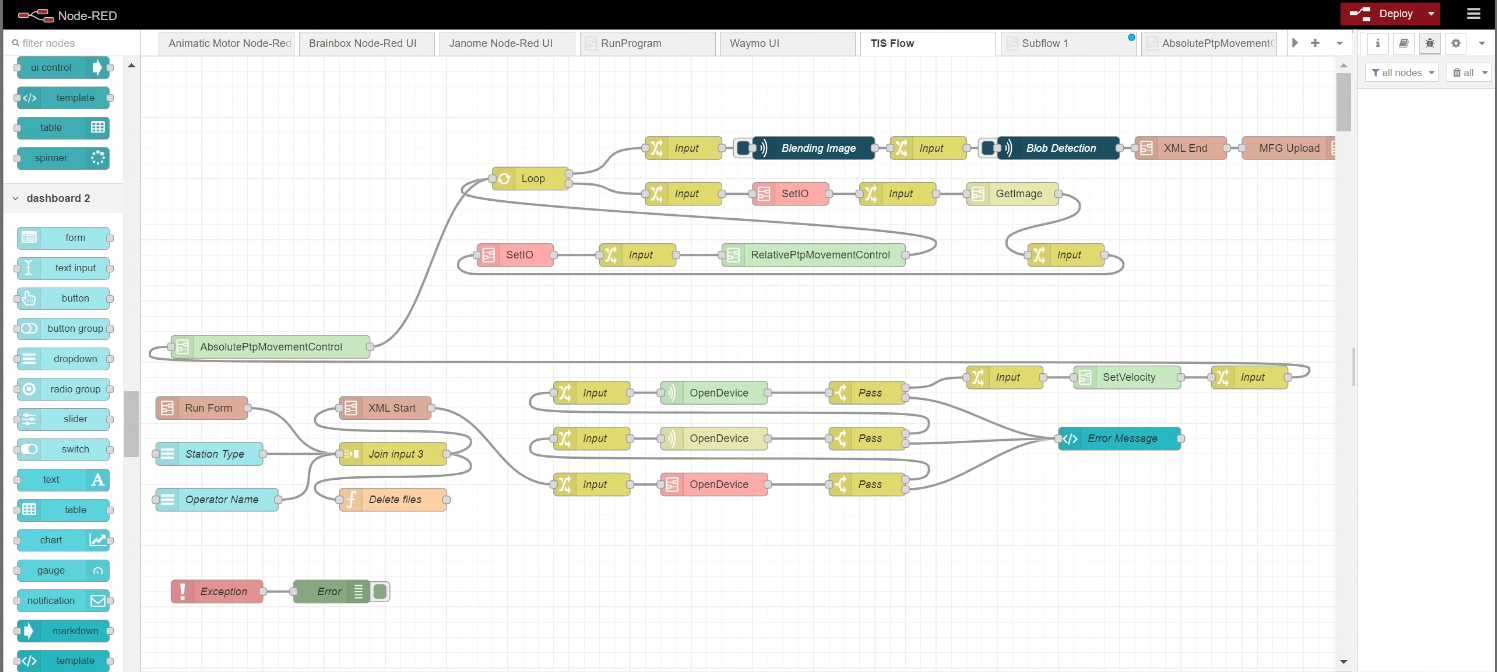 Node-RED
Deploy
filter nodes
Animatic Motor Node-Red
Brainbox Node-Red UI
Janome Node-Red UI
RunProgram
Waymo UI
TIS Flow
Subflow 1
AbsolutePtpMovementC
all nodes
all
ui control
template
table
spinner
dashboard 2
form
text input
button
button group
dropdown
radio group
slider
switch
text
table
chart
gauge
notification
markdown
template
Input
Blending Image
Input
Blob Detection
XML End
MFG Upload
Loop
Input
SetIO
Input
GetImage
SetIO
Input
RelativePtpMovementControl
Input
AbsolutePtpMovementControl
Input
SetVelocity
Input
Input
OpenDevice
Pass
Run Form
XML Start
Input
OpenDevice
Pass
Error Message
Station Type
Join input 3
Input
OpenDevice
Pass
Operator Name
Delete files
Exception
Error